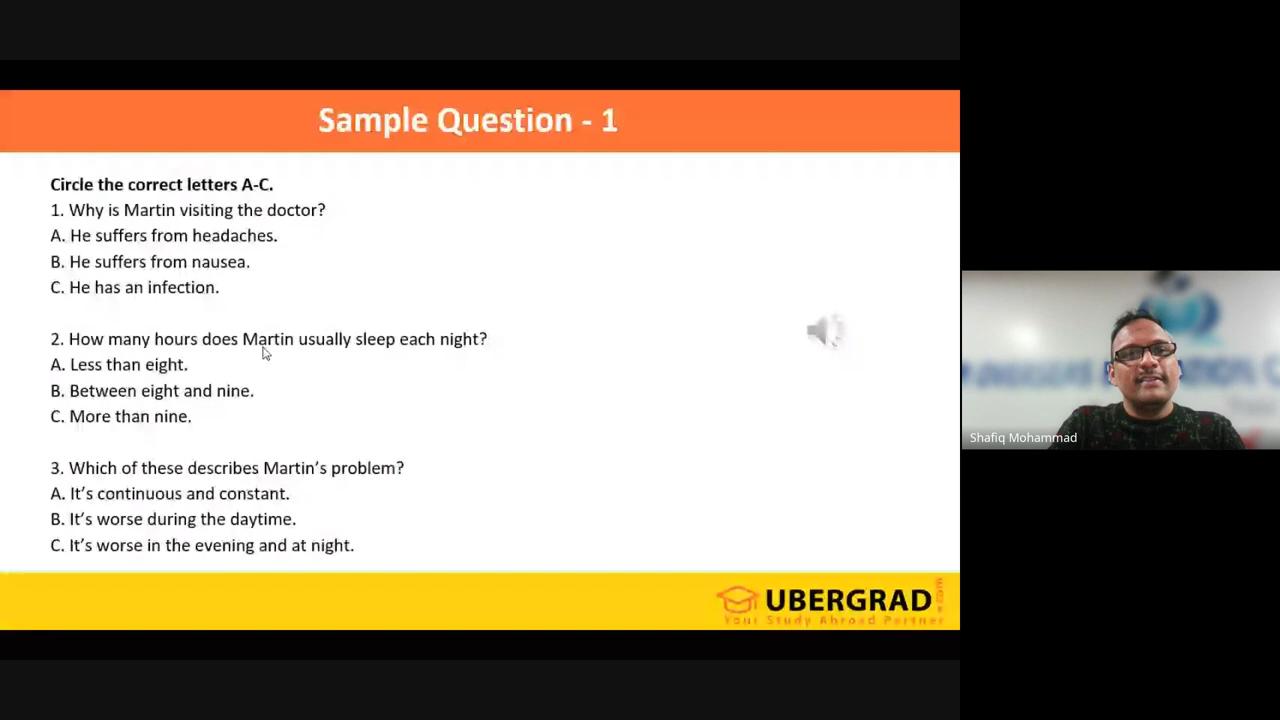 Sample Question - 1
Circle the correct letters A-C.
1. Why is Martin visiting the doctor?
A. He suffers from headaches.
B. He suffers from nausea.
C. He has an infection.
2. How many hours does Martin usually sleep each night?
A. Less than eight.
B. Between eight and nine.
C. More than nine.
3. Which of these describes Martin's problem?
A. It's continuous and constant.
B. It's worse during the daytime.
C. It's worse in the evening and at night.
UBERGRAD.com
Your Study Abroad Partner
OVERSEAS
Shafiq Mohammad